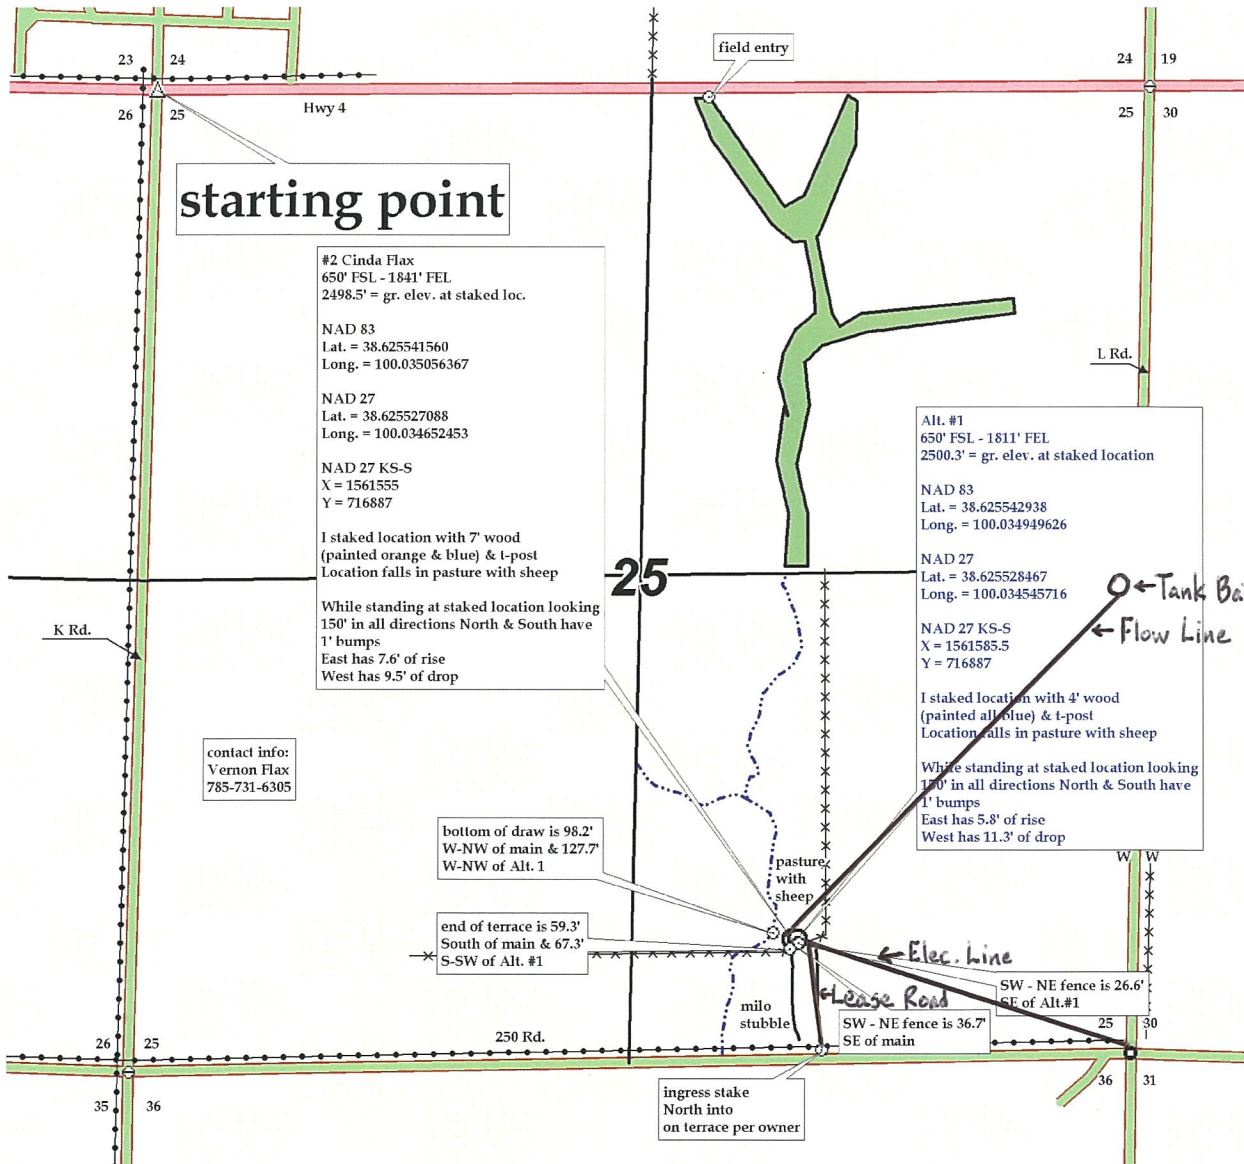 field entry
23 24
24 19
26 25
Hwy 4
25 30
starting point
#2 Cinda Flax
650' FSL - 1841' FEL
2498.5' = gr. elev. at staked loc.
NAD 83
Lat. = 38.625541560
Long. = 100.035056367
NAD 27
Lat. = 38.625527088
Long. = 100.034652453
NAD 27 KS-S
X = 1561555
Y = 716887
I staked location with 7' wood
(painted orange & blue) & t-post
Location falls in pasture with sheep
While standing at staked location looking
150' in all directions North & South have
1' bumps
East has 7.6' of rise
West has 9.5' of drop
L Rd.
Alt. #1
650' FSL - 1811' FEL
2500.3' = gr. elev. at staked location
NAD 83
Lat. = 38.625542938
Long. = 100.034949626
NAD 27
Lat. = 38.625528467
Long. = 100.034545716
NAD 27 KS-S
X = 1561585.5
Y = 716887
I staked location with 4' wood
(painted all blue) & t-post
Location falls in pasture with sheep
While standing at staked location looking
150' in all directions North & South have
1' bumps
East has 5.8' of rise
West has 11.3' of drop
25
Tank Ba
Flow Line
K Rd.
contact info:
Vernon Flax
785-731-6305
bottom of draw is 98.2'
W-NW of main & 127.7'
W-NW of Alt. 1
pasture
with
sheep
W W
end of terrace is 59.3'
South of main & 67.3'
S-SW of Alt. #1
Elec. Line
SW - NE fence is 26.6'
SE of Alt.#1
Lease Road
milo
stubble
SW - NE fence is 36.7'
SE of main
25 30
26 25
250 Rd.
35 36
36 31
ingress stake
North into
on terrace per owner